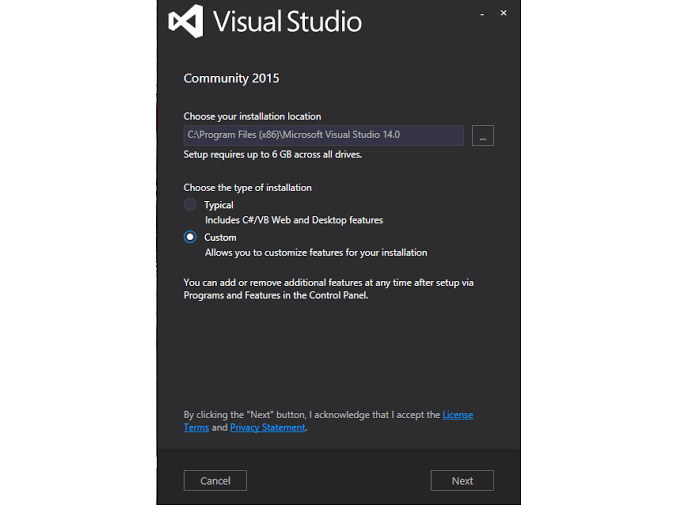 Visual Studio
Community 2015
Choose your installation location
C:\Program Files (x86)\Microsoft Visual Studio 14.0
...
Setup requires up to 6 GB across all drives.
Choose the type of installation
Typical
Includes C#/VB Web and Desktop features
Custom
Allows you to customize features for your installation
You can add or remove additional features at any time after setup via
Programs and Features in the Control Panel.
By clicking the "Next" button, I acknowledge that I accept the License
Terms and Privacy Statement.
Cancel
Next